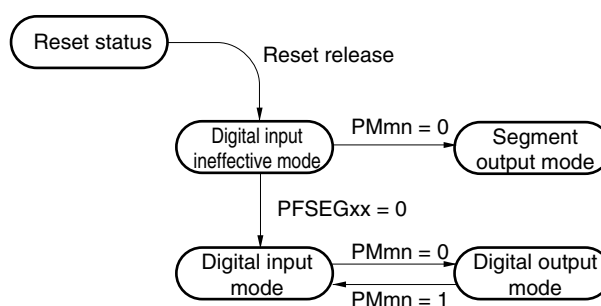 Reset status
Reset release
Digital input
ineffective mode
PMmn = 0
Segment
output mode
PFSEGxx = 0
Digital input
mode
PMmn = 0
PMmn = 1
Digital output
mode